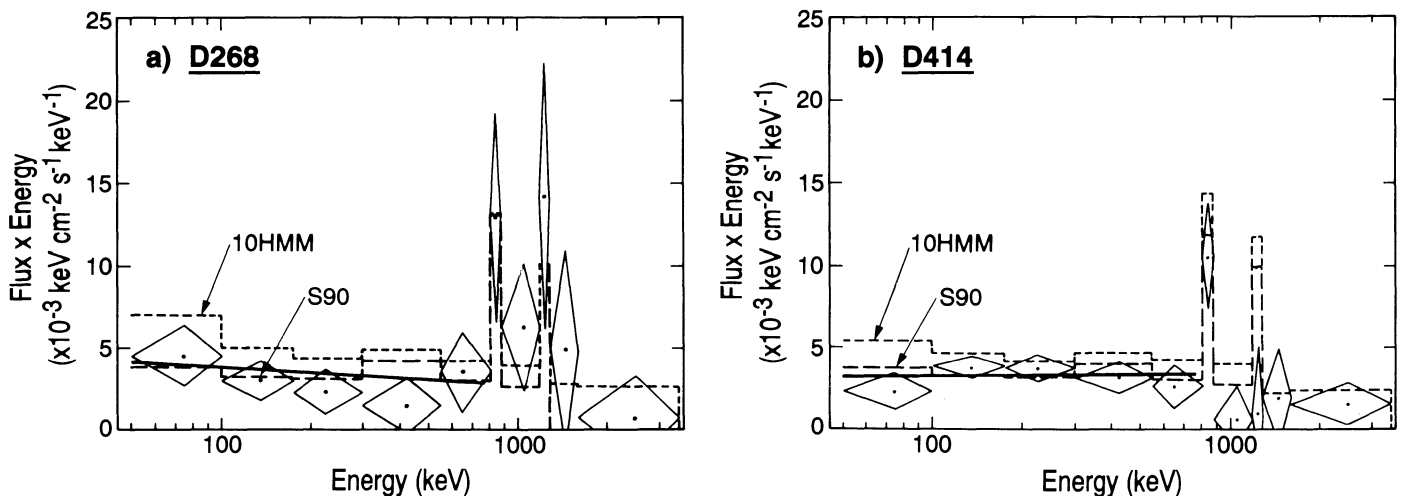 a) D268
25
20
15
10
5
0
Flux x Energy
(x10-3 keV cm-2 s-1 keV-1)
10HMM
S90
100
1000
Energy (keV)
b) D414
25
20
15
10
5
0
Flux x Energy
(x10-3 keV cm-2 s-1 keV-1)
10HMM
S90
100
1000
Energy (keV)